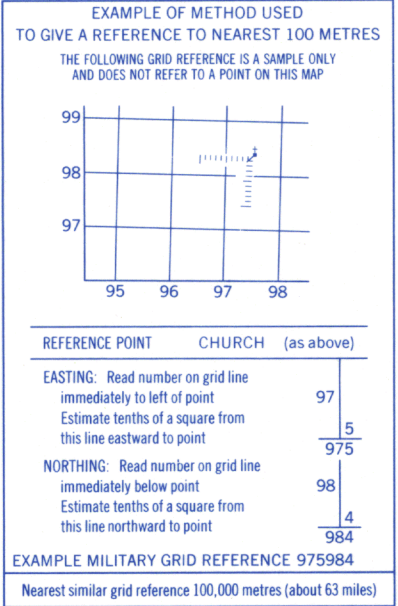 EXAMPLE OF METHOD USED
TO GIVE A REFERENCE TO NEAREST 100 METRES
THE FOLLOWING GRID REFERENCE IS A SAMPLE ONLY
AND DOES NOT REFER TO A POINT ON THIS MAP
99
98
97
95 96 97 98
REFERENCE POINT CHURCH (as above)
EASTING: Read number on grid line
immediately to left of point 97
Estimate tenths of a square from
this line eastward to point 5
975
NORTHING: Read number on grid line
immediately below point 98
Estimate tenths of a square from
this line northward to point 4
984
EXAMPLE MILITARY GRID REFERENCE 975984
Nearest similar grid reference 100,000 metres (about 63 miles)